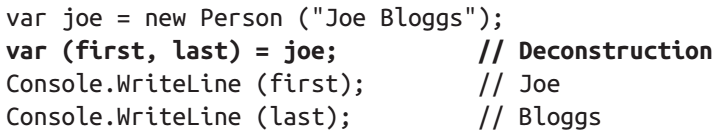 var joe = new Person ("Joe Bloggs");
var (first, last) = joe;          // Deconstruction
Console.WriteLine (first);        // Joe
Console.WriteLine (last);         // Bloggs